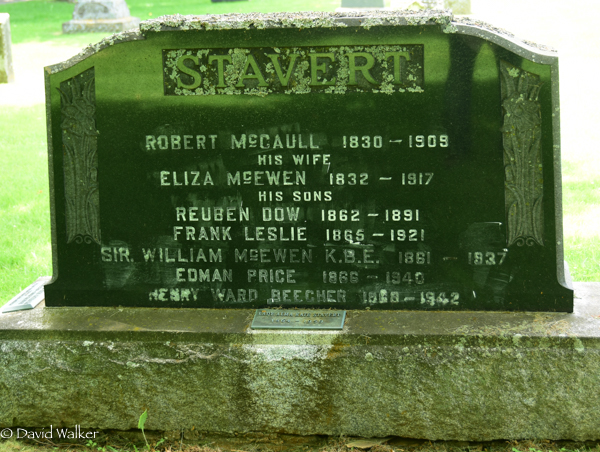 STAVERT
ROBERT MCCAULL 1830 – 1909
HIS WIFE
ELIZA MCEWEN 1832 – 1917
HIS SONS
REUBEN DOW 1862 – 1891
FRANK LESLIE 1865 – 1921
SIR. WILLIAM MCEWEN K.B.E. 1861 – 1937
EDMAN PRICE 1866 – 1940
HENRY WARD BEECHER 1868 – 1942
© David Walker